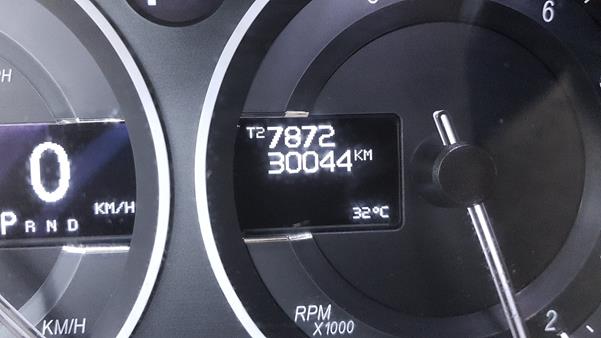 0
KM/H
P R N D
KM/H
6
T2 7872
30044 KM
32°C
RPM
X1000
2